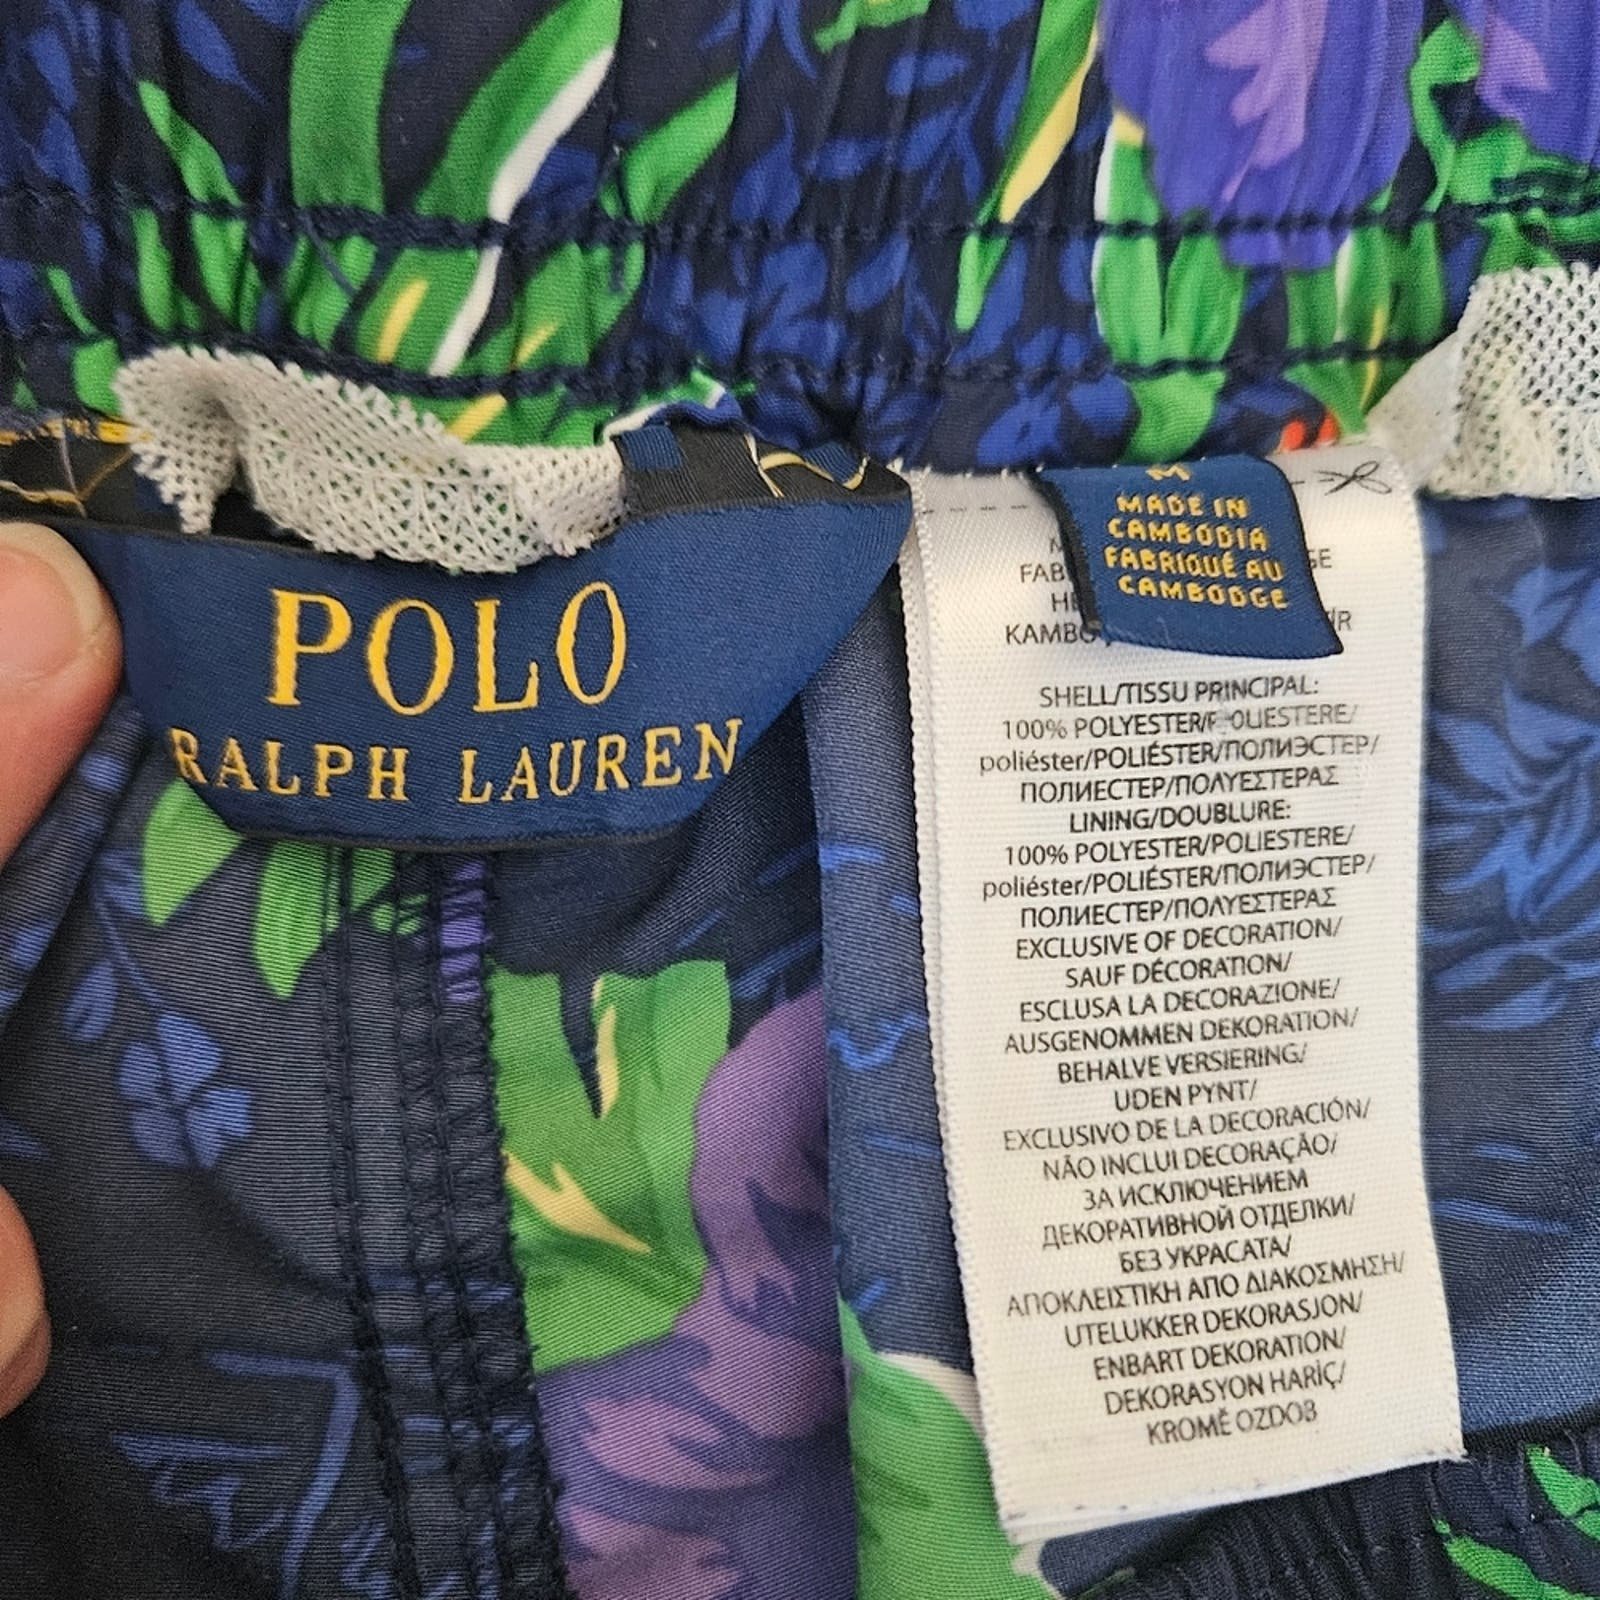 POLO
RALPH LAUREN
M
MADE IN
CAMBODIA
FABRIQUÉ AU
CAMBODGE
SHELL/TISSU PRINCIPAL:
100% POLYESTER/POLIESTERE/
poliéster/POLIÉSTER/ПОЛИЭСТЕР/
ПОЛИЕСТЕР/ΠΟΛΥΕΣΤΕΡΑΣ
LINING/DOUBLURE:
100% POLYESTER/POLIESTERE/
poliéster/POLIÉSTER/ПОЛИЭСТЕР/
ПОЛИЕСТЕР/ΠΟΛΥΕΣΤΕΡΑΣ
EXCLUSIVE OF DECORATION/
SAUF DÉCORATION/
ESCLUSA LA DECORAZIONE/
AUSGENOMMEN DEKORATION/
BEHALVE VERSIERING/
UDEN PYNT/
EXCLUSIVO DE LA DECORACIÓN/
NÃO INCLUI DECORAÇÃO/
ЗА ИСКЛЮЧЕНИЕМ
ДЕКОРАТИВНОЙ ОТДЕЛКИ/
БЕЗ УКРАСАТА/
ΑΠΟΚΛΕΙΣΤΙΚΗ ΑΠΟ ΔΙΑΚΟΣΜΗΣΗ/
UTELUKKER DEKORASJON/
ENBART DEKORATION/
DEKORASYON HARİÇ/
KROMĚ OZDOB